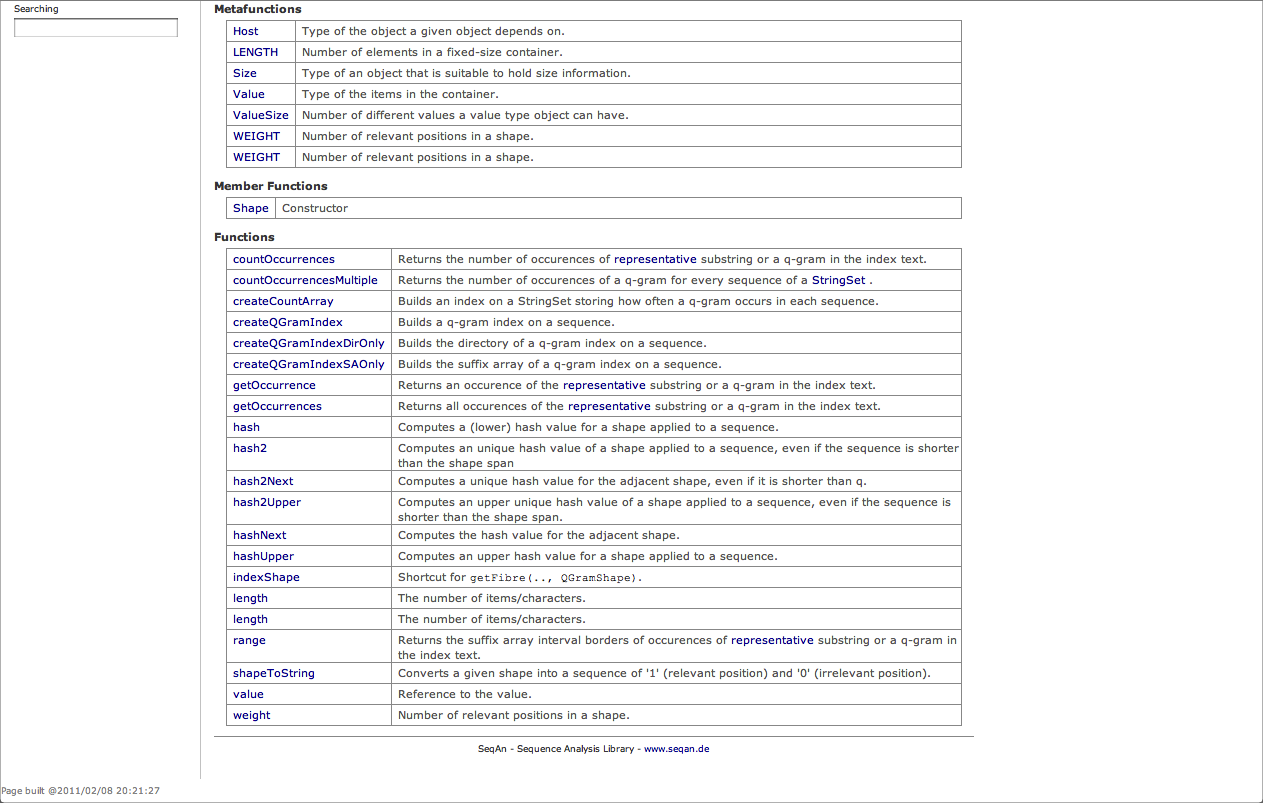 Searching
Metafunctions
Host Type of the object a given object depends on.
LENGTH Number of elements in a fixed-size container.
Size Type of an object that is suitable to hold size information.
Value Type of the items in the container.
ValueSize Number of different values a value type object can have.
WEIGHT Number of relevant positions in a shape.
WEIGHT Number of relevant positions in a shape.
Member Functions
Shape Constructor
Functions
countOccurrences Returns the number of occurences of representative substring or a q-gram in the index text.
countOccurrencesMultiple Returns the number of occurences of a q-gram for every sequence of a StringSet .
createCountArray Builds an index on a StringSet storing how often a q-gram occurs in each sequence.
createQGramIndex Builds a q-gram index on a sequence.
createQGramIndexDirOnly Builds the directory of a q-gram index on a sequence.
createQGramIndexSAOnly Builds the suffix array of a q-gram index on a sequence.
getOccurrence Returns an occurence of the representative substring or a q-gram in the index text.
getOccurrences Returns all occurences of the representative substring or a q-gram in the index text.
hash Computes a (lower) hash value for a shape applied to a sequence.
hash2 Computes an unique hash value of a shape applied to a sequence, even if the sequence is shorter
than the shape span
hash2Next Computes a unique hash value for the adjacent shape, even if it is shorter than q.
hash2Upper Computes an upper unique hash value of a shape applied to a sequence, even if the sequence is
shorter than the shape span.
hashNext Computes the hash value for the adjacent shape.
hashUpper Computes an upper hash value for a shape applied to a sequence.
indexShape Shortcut for getFibre(.., QGramShape).
length The number of items/characters.
length The number of items/characters.
range Returns the suffix array interval borders of occurences of representative substring or a q-gram in
the index text.
shapeToString Converts a given shape into a sequence of '1' (relevant position) and '0' (irrelevant position).
value Reference to the value.
weight Number of relevant positions in a shape.
SeqAn - Sequence Analysis Library - www.seqan.de
Page built @2011/02/08 20:21:27